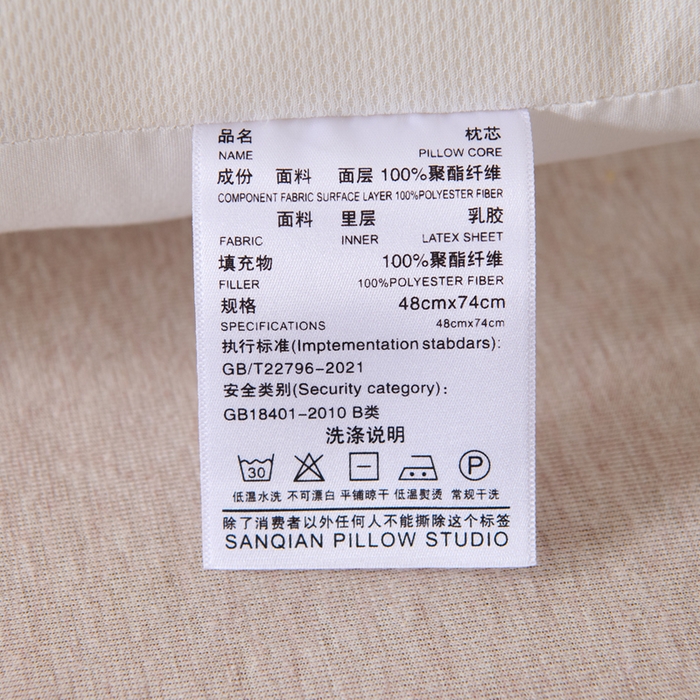 品名 枕芯
NAME PILLOW CORE
成份 面料 面层 100%聚酯纤维
COMPONENT FABRIC SURFACE LAYER 100%POLYESTER FIBER
面料 里层 乳胶
FABRIC INNER LATEX SHEET
填充物 100%聚酯纤维
FILLER 100%POLYESTER FIBER
规格 48cmx74cm
SPECIFICATIONS 48cmx74cm
执行标准(Imptementation stabdars):
GB/T22796-2021
安全类别(Security category):
GB18401-2010 B类
洗涤说明
30 P
低温水洗 不可漂白 平铺晾干 低温熨烫 常规干洗
除了消费者以外任何人不能撕除这个标签
SANQIAN PILLOW STUDIO